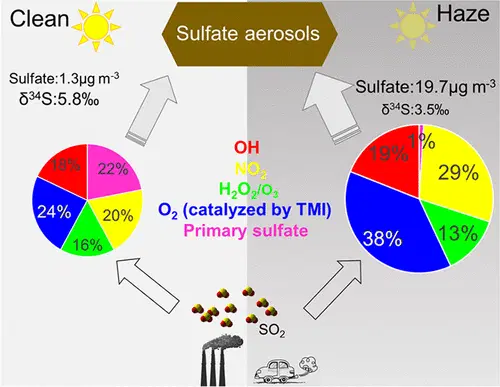 Clean
Sulfate aerosols
Haze
Sulfate:1.3μg m⁻³
δ³⁴S:5.8‰
Sulfate:19.7μg m⁻³
δ³⁴S:3.5‰
18%
22%
24%
20%
16%
OH
NO₂
H₂O₂/O₃
O₂ (catalyzed by TMI)
Primary sulfate
1%
19%
29%
38%
13%
SO₂